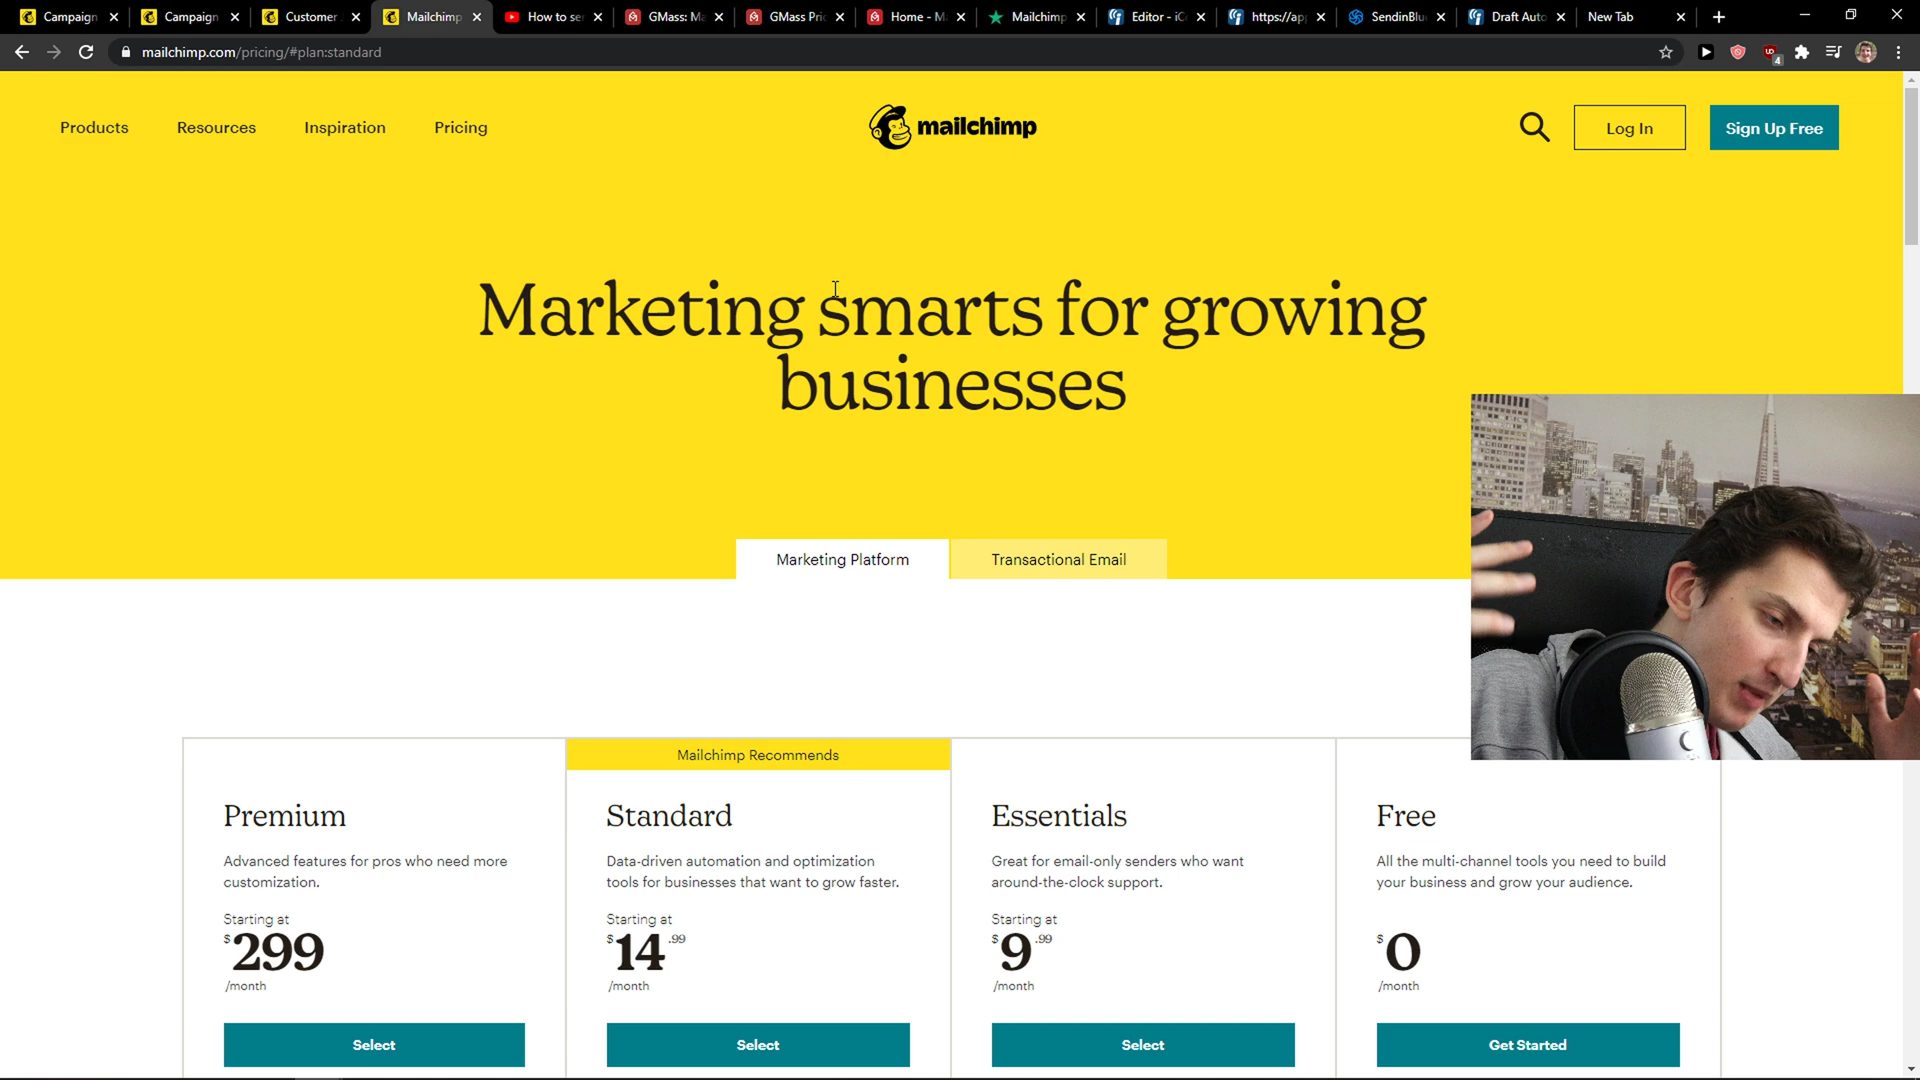 Campaign
Campaign
Customer
Mailchimp
How to se
GMass: Ma
GMass Pric
Home - M
Mailchimp
Editor - iC
https://ap
SendinBlu
Draft Auto
New Tab
mailchimp.com/pricing/#plan:standard
4
Products
Resources
Inspiration
Pricing
mailchimp
Log In
Sign Up Free
Marketing smarts for growing
businesses
Marketing Platform
Transactional Email
Mailchimp Recommends
Premium
Advanced features for pros who need more
customization.
Starting at
$299
/month
Select
Standard
Data-driven automation and optimization
tools for businesses that want to grow faster.
Starting at
$14.99
/month
Select
Essentials
Great for email-only senders who want
around-the-clock support.
Starting at
$9.99
/month
Select
Free
All the multi-channel tools you need to build
your business and grow your audience.
$0
/month
Get Started